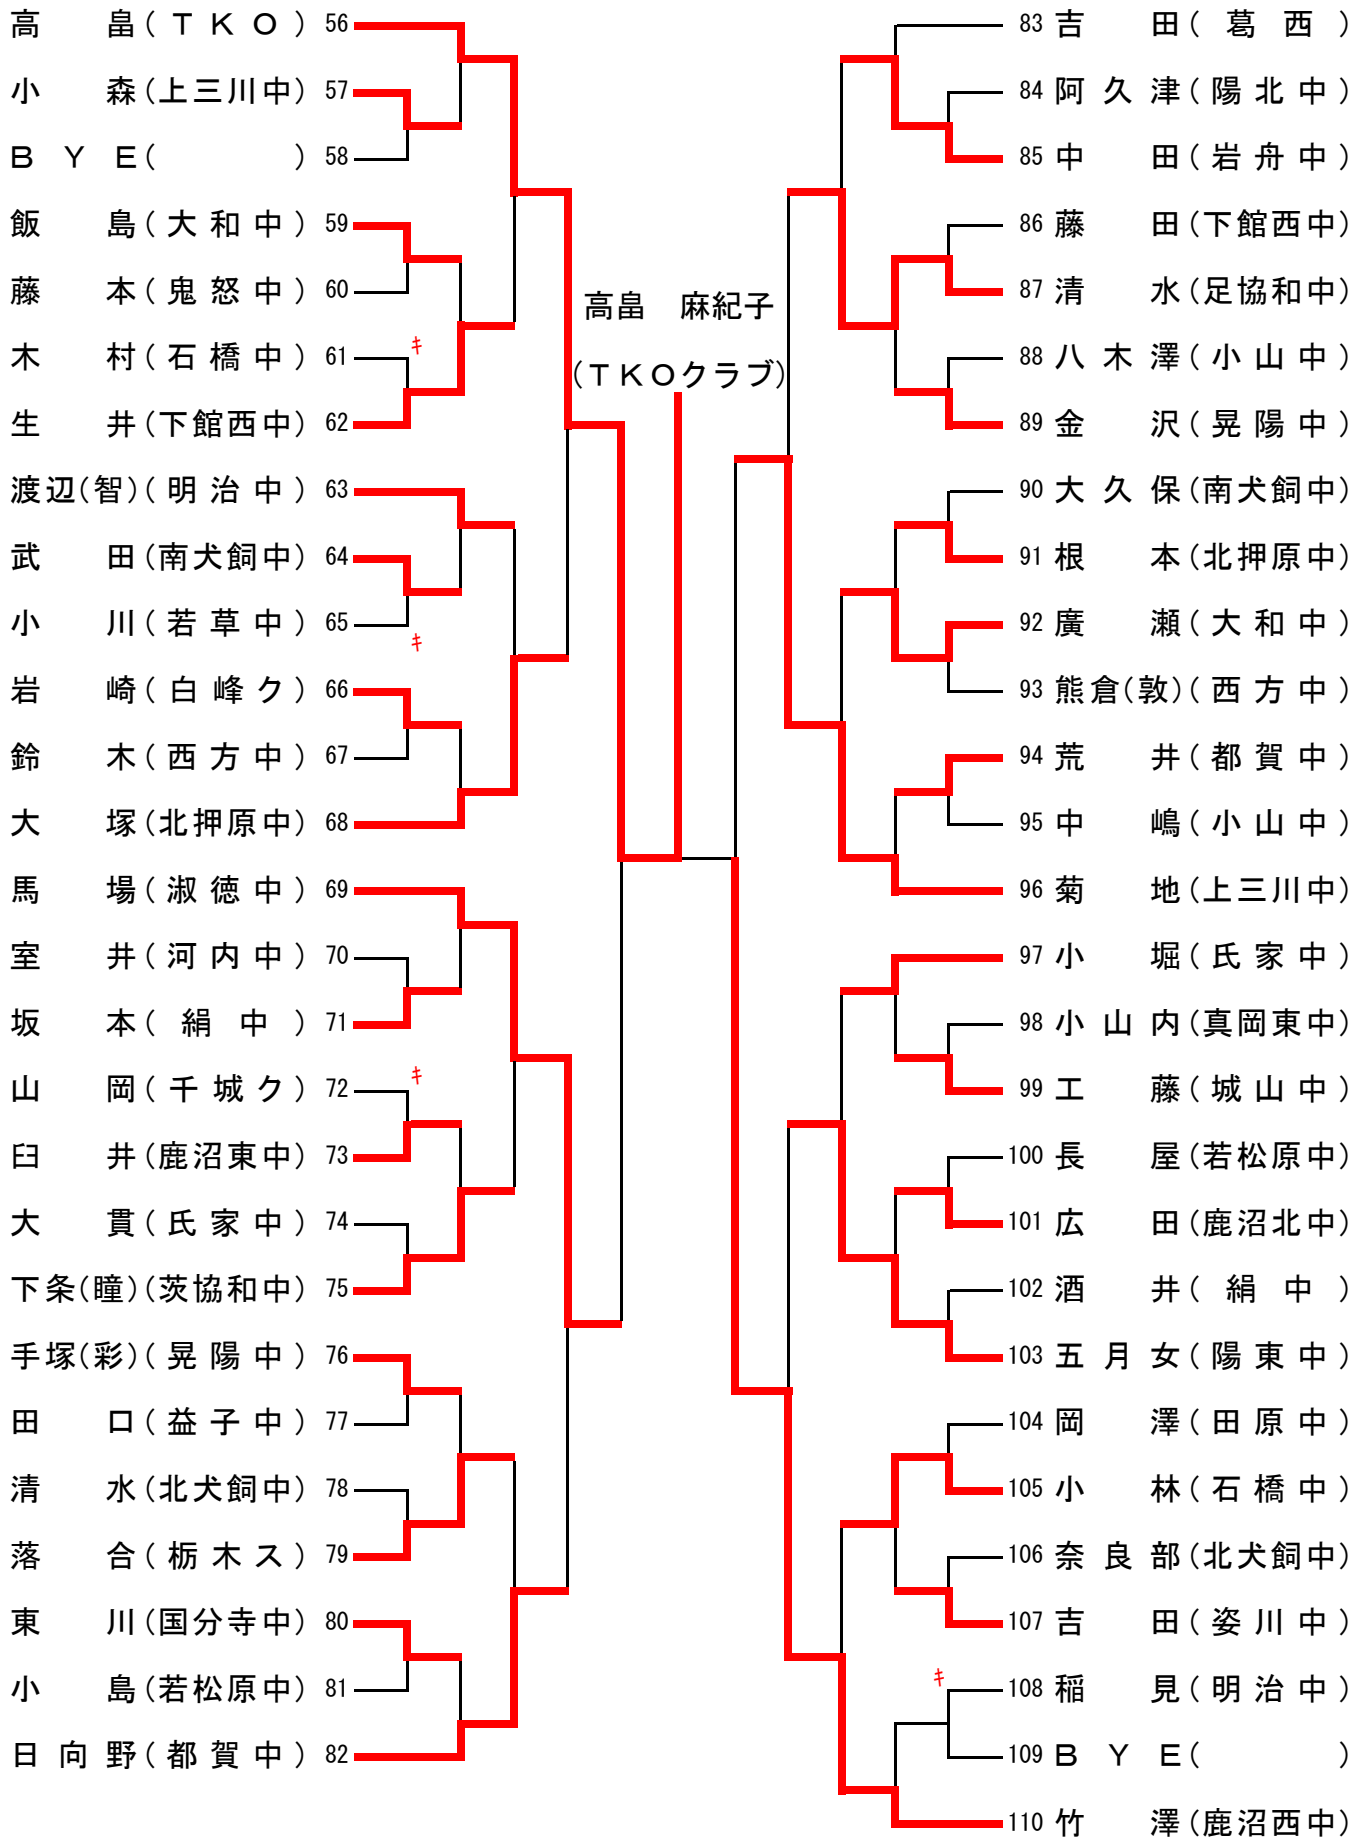 高畠(TKO) 56
小森(上三川中) 57
BYE( ) 58
飯島(大和中) 59
藤本(鬼怒中) 60
木村(石橋中) 61
ｷ
生井(下館西中) 62
渡辺(智)(明治中) 63
武田(南犬飼中) 64
小川(若草中) 65
ｷ
岩崎(白峰ク) 66
鈴木(西方中) 67
大塚(北押原中) 68
馬場(淑徳中) 69
室井(河内中) 70
坂本(絹中) 71
山岡(千城ク) 72
ｷ
臼井(鹿沼東中) 73
大貫(氏家中) 74
下条(瞳)(茨協和中) 75
手塚(彩)(晃陽中) 76
田口(益子中) 77
清水(北犬飼中) 78
落合(栃木ス) 79
東川(国分寺中) 80
小島(若松原中) 81
日向野(都賀中) 82
高畠 麻紀子
(TKOクラブ)
83 吉田(葛西)
84 阿久津(陽北中)
85 中田(岩舟中)
86 藤田(下館西中)
87 清水(足協和中)
88 八木澤(小山中)
89 金沢(晃陽中)
90 大久保(南犬飼中)
91 根本(北押原中)
92 廣瀬(大和中)
93 熊倉(敦)(西方中)
94 荒井(都賀中)
95 中嶋(小山中)
96 菊地(上三川中)
97 小堀(氏家中)
98 小山内(真岡東中)
99 工藤(城山中)
100 長屋(若松原中)
101 広田(鹿沼北中)
102 酒井(絹中)
103 五月女(陽東中)
104 岡澤(田原中)
105 小林(石橋中)
106 奈良部(北犬飼中)
107 吉田(姿川中)
ｷ
108 稲見(明治中)
109 BYE( )
110 竹澤(鹿沼西中)